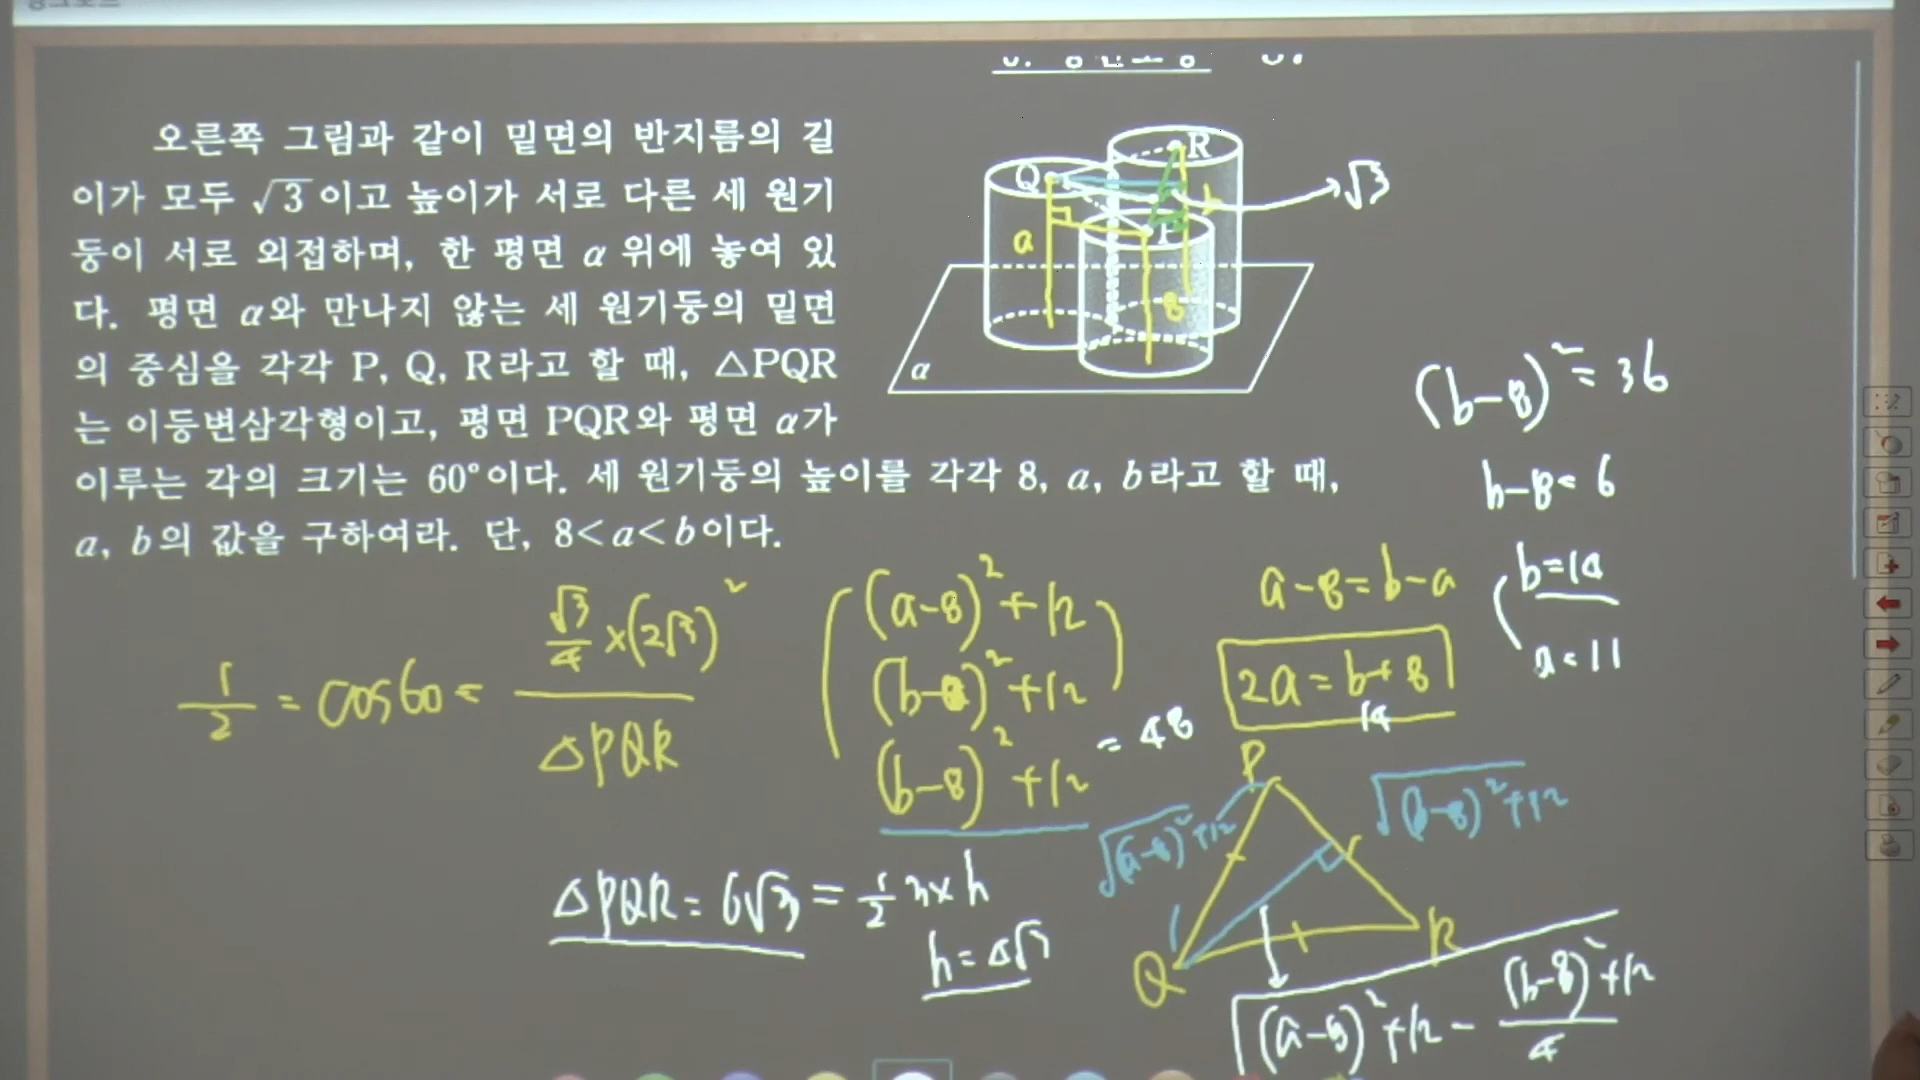 오른쪽 그림과 같이 밑면의 반지름의 길
이가 모두 √3이고 높이가 서로 다른 세 원기
둥이 서로 외접하며, 한 평면 α 위에 놓여 있
다. 평면 α와 만나지 않는 세 원기둥의 밑면
의 중심을 각각 P, Q, R라고 할 때, △PQR
는 이등변삼각형이고, 평면 PQR와 평면 α가
이루는 각의 크기는 60°이다. 세 원기둥의 높이를 각각 8, a, b라고 할 때,
a, b의 값을 구하여라. 단, 8<a<b이다.
R
Q
√3
b
P
a
8
α
(b-8)²=36
b-8=6
b=14
a=11
1/2 = cos60 = (√3/4 ×(2√3)²)/△PQR
(a-8)²+12
(b-a)²+12
(b-8)²+12 = 48
a-8=b-a
2a=b+8
14
P
√(a-8)²+12
√(b-8)²+12
Q
R
△PQR = 6√3 = 1/2 × h
h=4√3
√(a-8)²+12 - ((b-8)²+12)/4